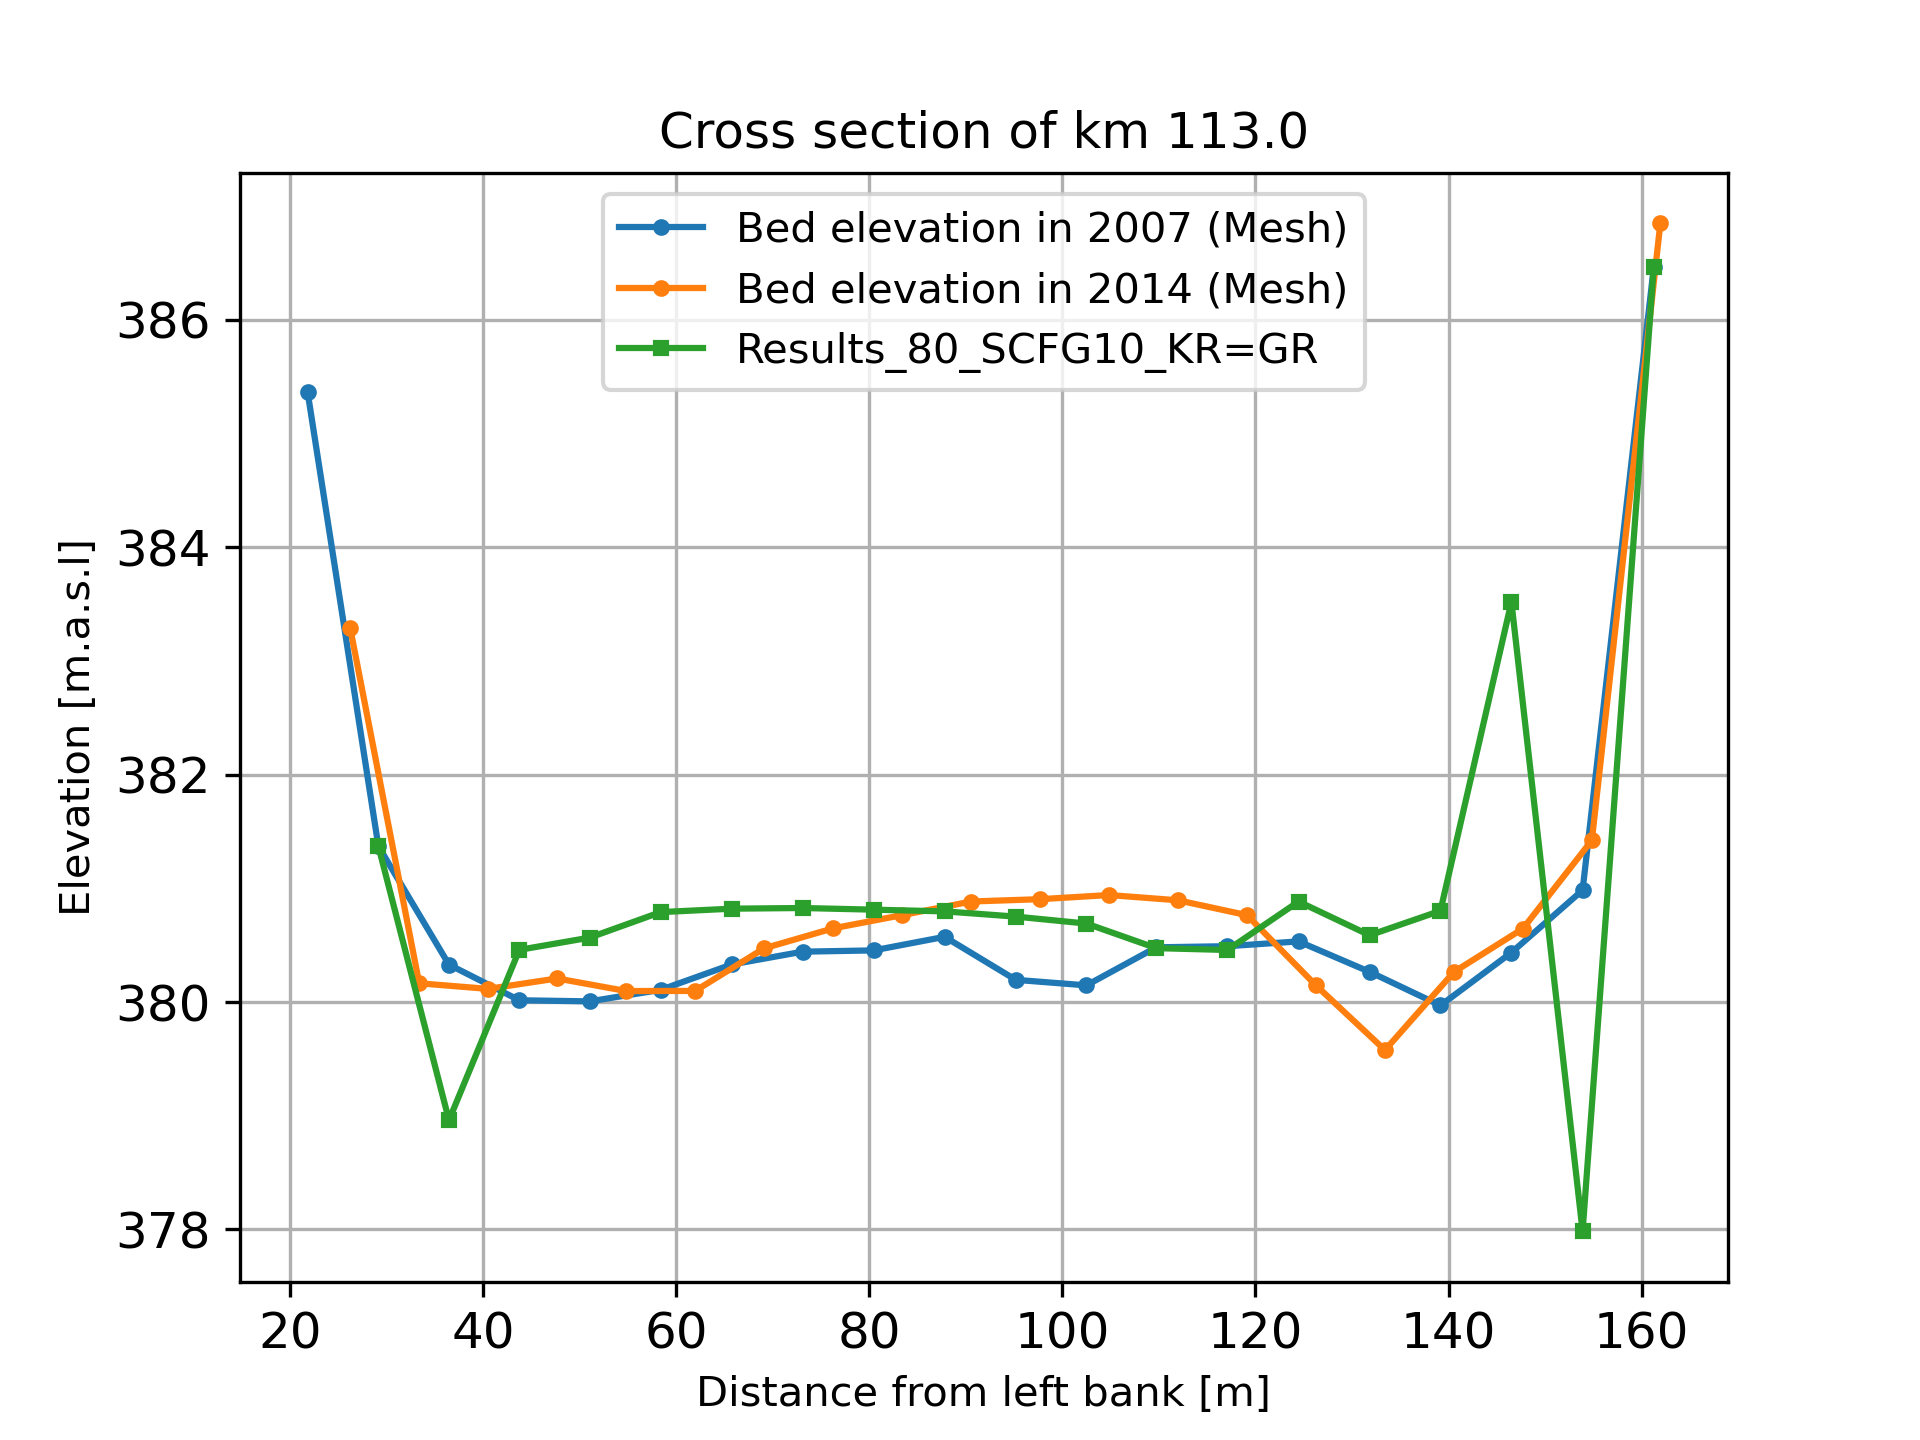 Cross section of km 113.0
Bed elevation in 2007 (Mesh)
Bed elevation in 2014 (Mesh)
Results_80_SCFG10_KR=GR
Elevation [m.a.s.l]
386
384
382
380
378
20 40 60 80 100 120 140 160
Distance from left bank [m]